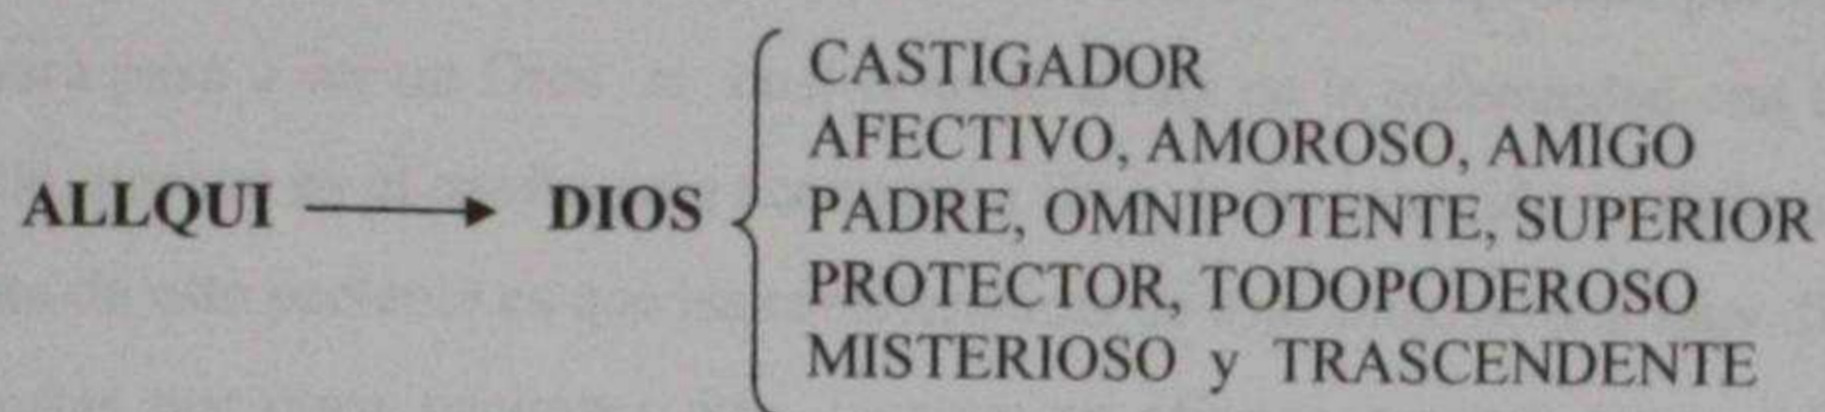 CASTIGADOR
AFECTIVO, AMOROSO, AMIGO
ALLQUI DIOS PADRE, OMNIPOTENTE, SUPERIOR
PROTECTOR, TODOPODEROSO
MISTERIOSO y TRASCENDENTE